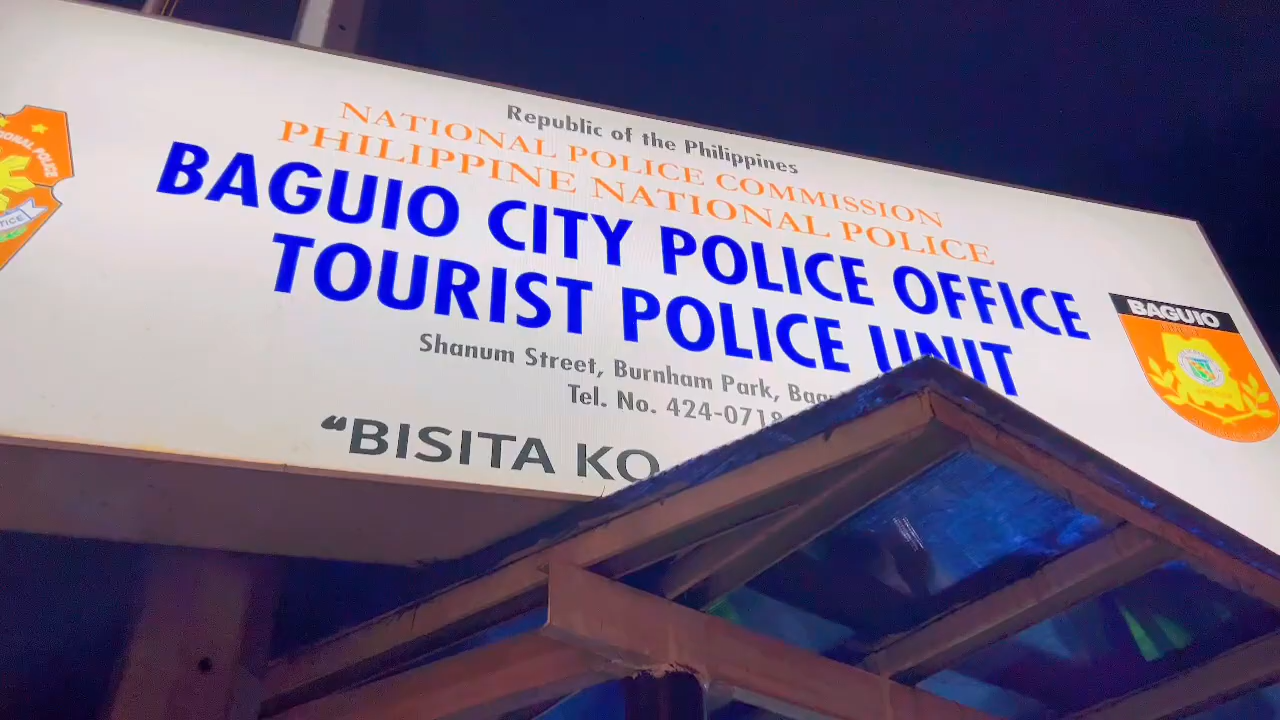 Republic of the Philippines
NATIONAL POLICE COMMISSION
PHILIPPINE NATIONAL POLICE
BAGUIO CITY POLICE OFFICE
TOURIST POLICE UNIT
Shanum Street, Burnham Park,
Tel. No. 424-0718
"BISITA KO
BAGUIO